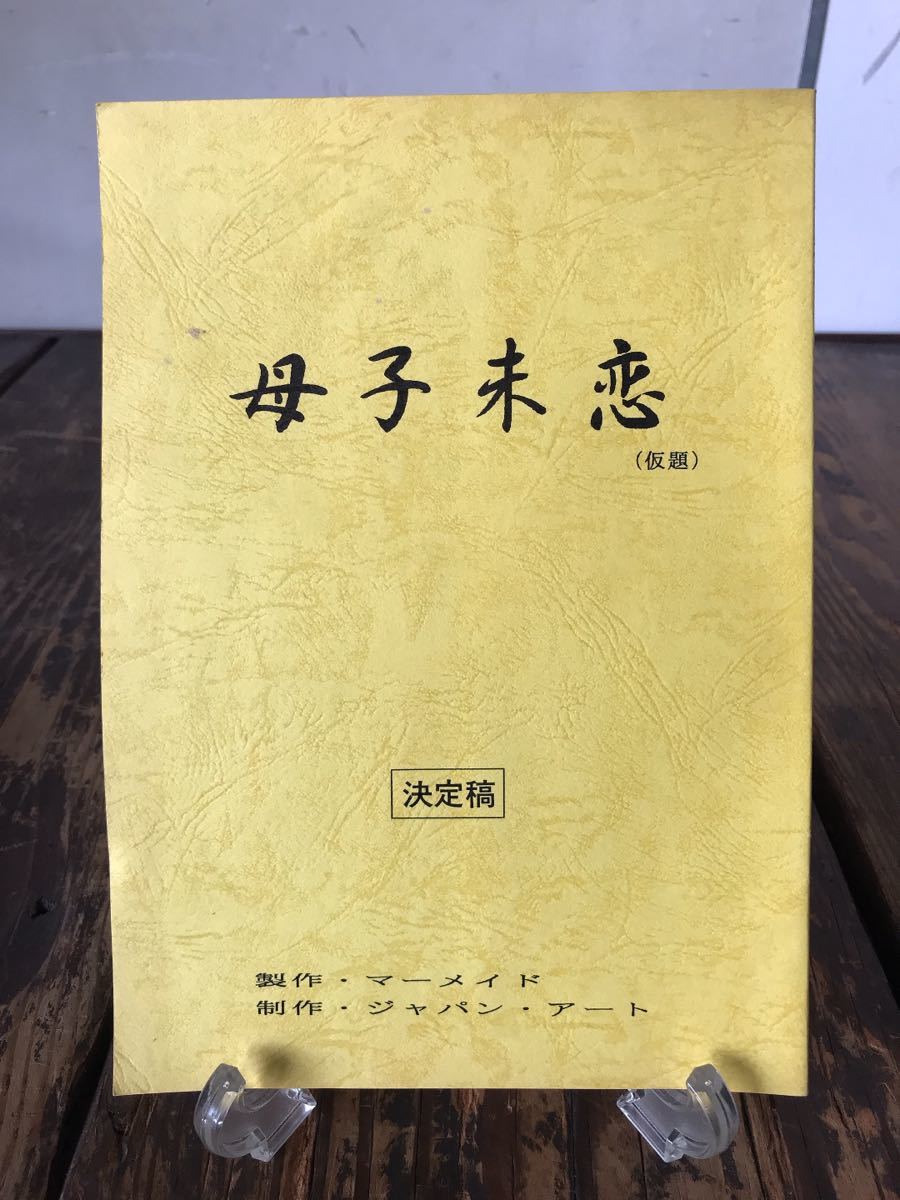 母子未恋
（仮題）
決定稿
製作・マーメイド
制作・ジャパン・アート